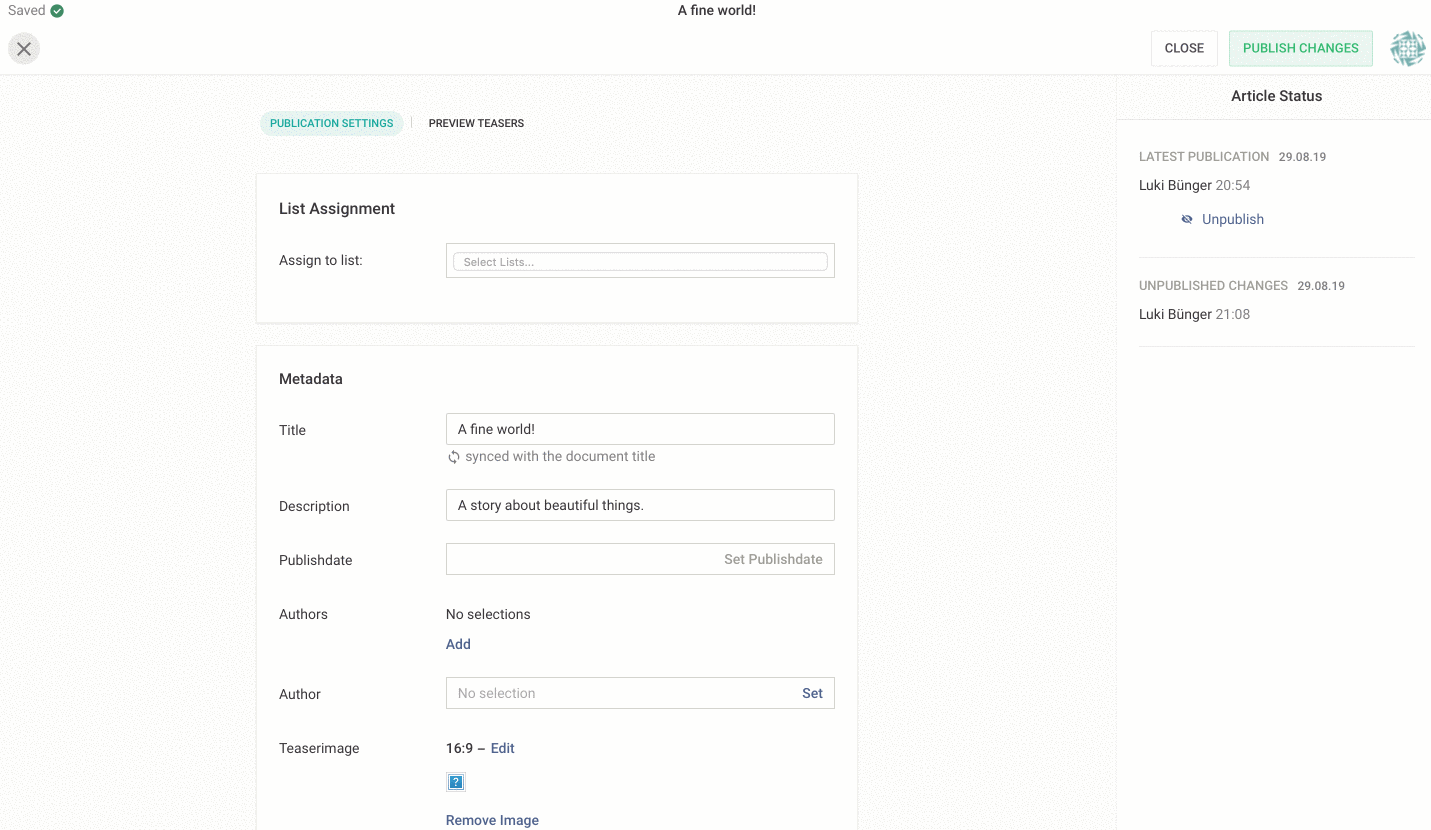 Saved
A fine world!
CLOSE
PUBLISH CHANGES
Article Status
PUBLICATION SETTINGS
PREVIEW TEASERS
LATEST PUBLICATION 29.08.19
Luki Bünger 20:54
Unpublish
UNPUBLISHED CHANGES 29.08.19
Luki Bünger 21:08
List Assignment
Assign to list:
Select Lists...
Metadata
Title
A fine world!
synced with the document title
Description
A story about beautiful things.
Publishdate
Set Publishdate
Authors
No selections
Add
Author
No selection
Set
Teaserimage
16:9 – Edit
?
Remove Image